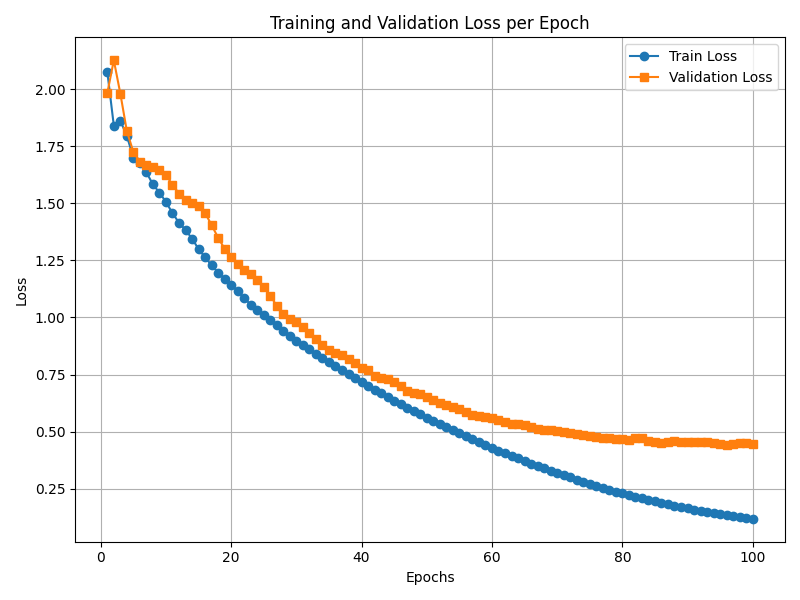 Training and Validation Loss per Epoch
Train Loss
Validation Loss
2.00
1.75
1.50
1.25
1.00
0.75
0.50
0.25
Loss
0 20 40 60 80 100
Epochs